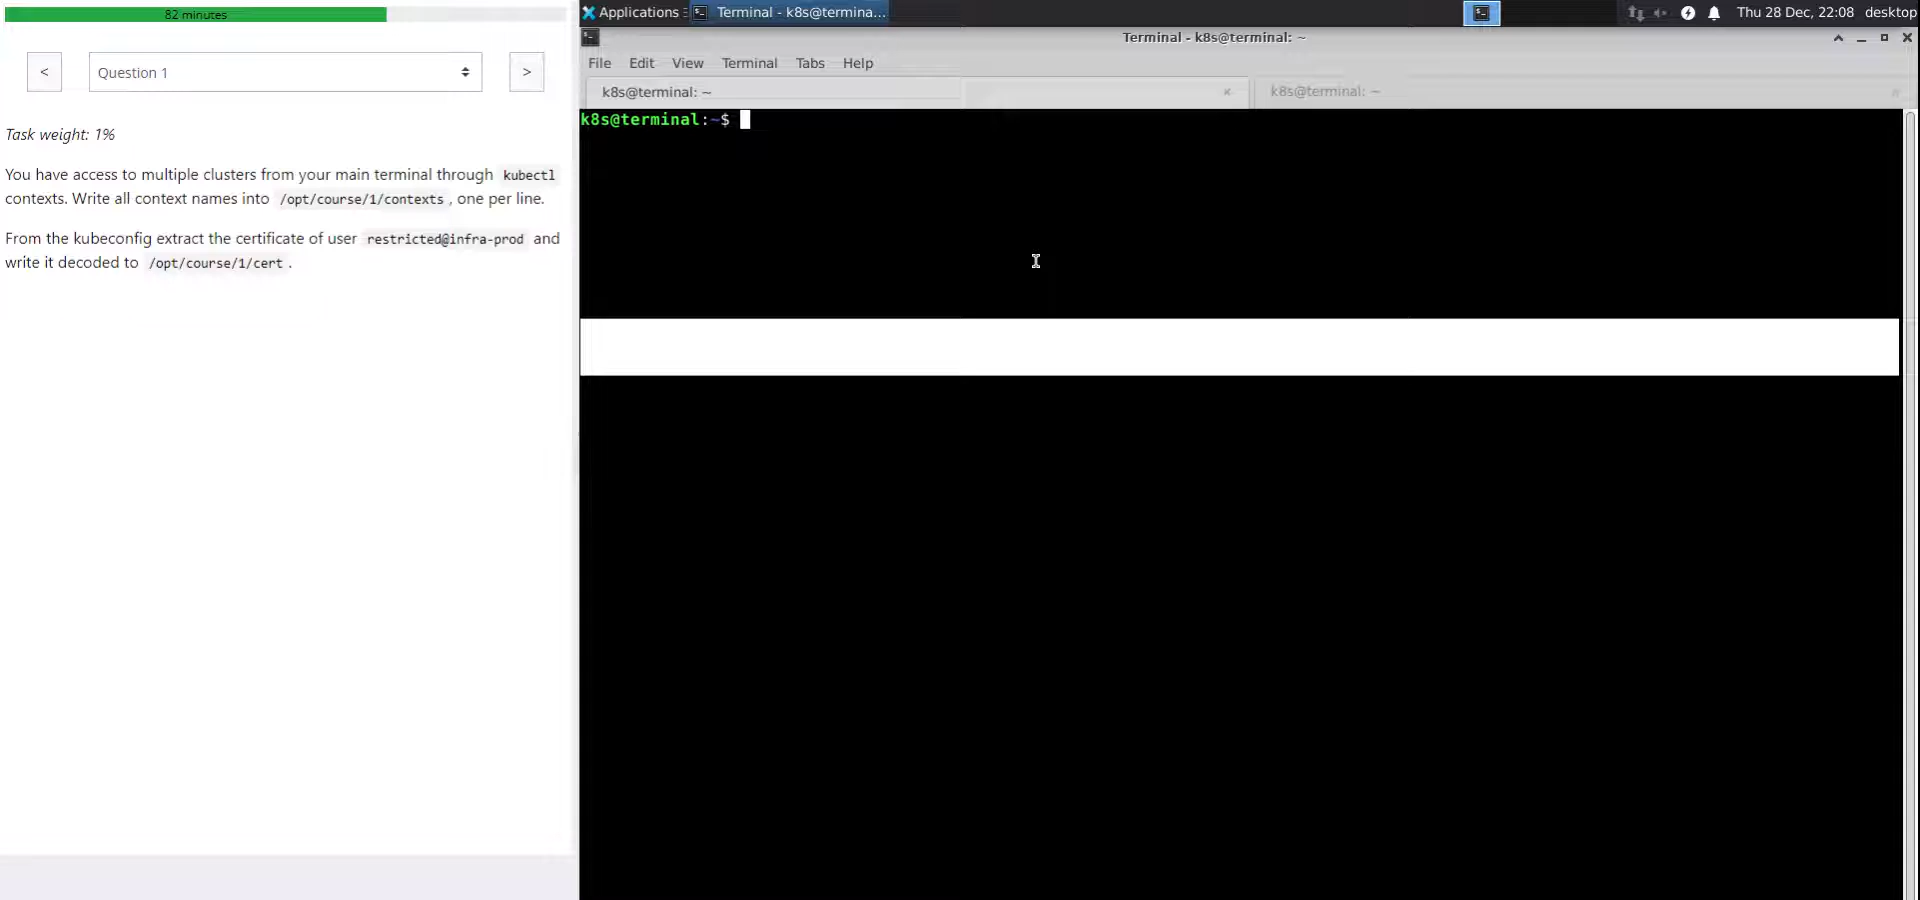 82 minutes
Applications
Terminal - k8s@termina...
Thu 28 Dec, 22:08
desktop
Terminal - k8s@terminal: ~
< Question 1 >
File Edit View Terminal Tabs Help
k8s@terminal: ~
k8s@terminal: ~
k8s@terminal:~$
Task weight: 1%
You have access to multiple clusters from your main terminal through kubectl
contexts. Write all context names into /opt/course/1/contexts , one per line.
From the kubeconfig extract the certificate of user restricted@infra-prod and
write it decoded to /opt/course/1/cert .